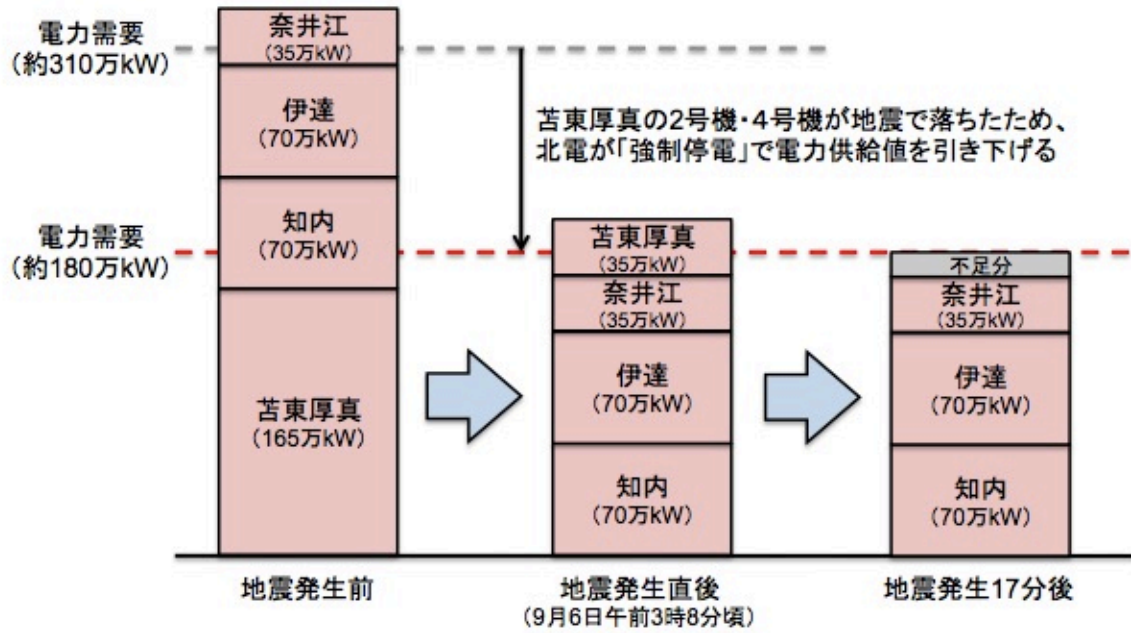 電力需要
（約310万kW）
奈井江
（35万kW）
伊達
（70万kW）
知内
（70万kW）
苫東厚真
（165万kW）
地震発生前
苫東厚真の2号機・4号機が地震で落ちたため、
北電が「強制停電」で電力供給値を引き下げる
電力需要
（約180万kW）
苫東厚真
（35万kW）
奈井江
（35万kW）
伊達
（70万kW）
知内
（70万kW）
地震発生直後
（9月6日午前3時8分頃）
不足分
奈井江
（35万kW）
伊達
（70万kW）
知内
（70万kW）
地震発生17分後